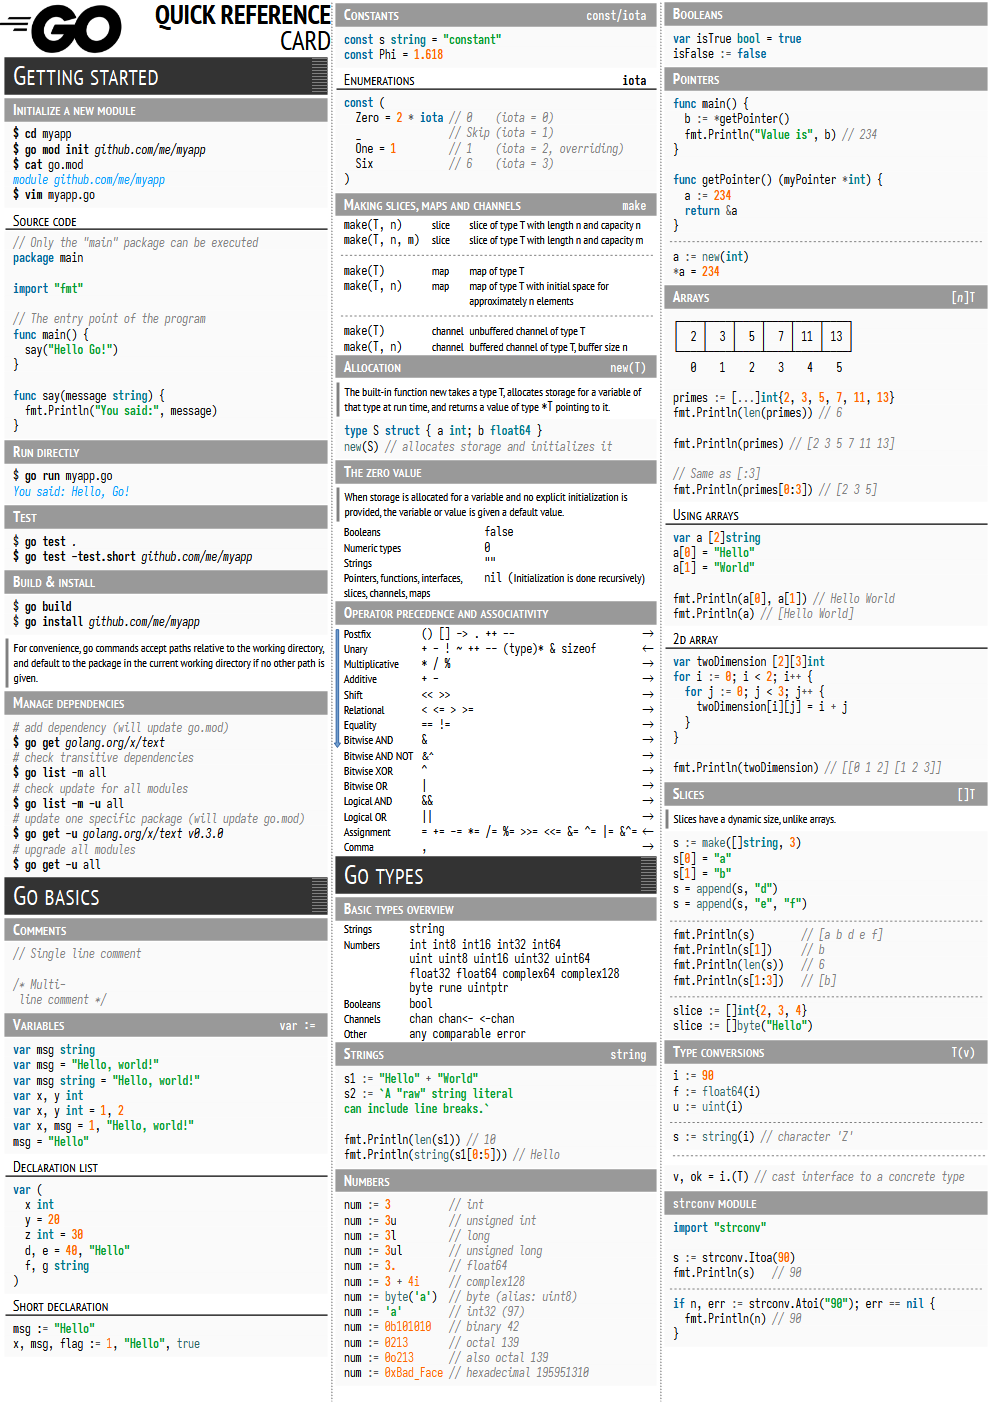 GO
QUICK REFERENCE
CARD
GETTING STARTED
INITIALIZE A NEW MODULE
$ cd myapp
$ go mod init github.com/me/myapp
$ cat go.mod
module github.com/me/myapp
$ vim myapp.go
SOURCE CODE
// Only the "main" package can be executed
package main
import "fmt"
// The entry point of the program
func main() {
  say("Hello Go!")
}
func say(message string) {
  fmt.Println("You said:", message)
}
RUN DIRECTLY
$ go run myapp.go
You said: Hello, Go!
TEST
$ go test .
$ go test -test.short github.com/me/myapp
BUILD & INSTALL
$ go build
$ go install github.com/me/myapp
For convenience, go commands accept paths relative to the working directory,
and default to the package in the current working directory if no other path is
given.
MANAGE DEPENDENCIES
# add dependency (will update go.mod)
$ go get golang.org/x/text
# check transitive dependencies
$ go list -m all
# check update for all modules
$ go list -m -u all
# update one specific package (will update go.mod)
$ go get -u golang.org/x/text v0.3.0
# upgrade all modules
$ go get -u all
GO BASICS
COMMENTS
// Single line comment
/* Multi-
 line comment */
VARIABLES var :=
var msg string
var msg = "Hello, world!"
var msg string = "Hello, world!"
var x, y int
var x, y int = 1, 2
var x, msg = 1, "Hello, world!"
msg = "Hello"
DECLARATION LIST
var (
  x int
  y = 20
  z int = 30
  d, e = 40, "Hello"
  f, g string
)
SHORT DECLARATION
msg := "Hello"
x, msg, flag := 1, "Hello", true
CONSTANTS const/iota
const s string = "constant"
const Phi = 1.618
ENUMERATIONS iota
const (
  Zero = 2 * iota // 0    (iota = 0)
  _               // Skip (iota = 1)
  One = 1         // 1    (iota = 2, overriding)
  Six             // 6    (iota = 3)
)
MAKING SLICES, MAPS AND CHANNELS make
make(T, n) slice slice of type T with length n and capacity n
make(T, n, m) slice slice of type T with length n and capacity m
make(T) map map of type T
make(T, n) map map of type T with initial space for
approximately n elements
make(T) channel unbuffered channel of type T
make(T, n) channel buffered channel of type T, buffer size n
ALLOCATION new(T)
The built-in function new takes a type T, allocates storage for a variable of
that type at run time, and returns a value of type *T pointing to it.
type S struct { a int; b float64 }
new(S) // allocates storage and initializes it
THE ZERO VALUE
When storage is allocated for a variable and no explicit initialization is
provided, the variable or value is given a default value.
Booleans false
Numeric types 0
Strings ""
Pointers, functions, interfaces, nil (Initialization is done recursively)
slices, channels, maps
OPERATOR PRECEDENCE AND ASSOCIATIVITY
Postfix () [] -> . ++ -- →
Unary + - ! ~ ++ -- (type)* & sizeof ←
Multiplicative * / % →
Additive + - →
Shift << >> →
Relational < <= > >= →
Equality == != →
Bitwise AND & →
Bitwise AND NOT &^ →
Bitwise XOR ^ →
Bitwise OR | →
Logical AND && →
Logical OR || →
Assignment = += -= *= /= %= >>= <<= &= ^= |= &^= ←
Comma , →
GO TYPES
BASIC TYPES OVERVIEW
Strings string
Numbers int int8 int16 int32 int64
uint uint8 uint16 uint32 uint64
float32 float64 complex64 complex128
byte rune uintptr
Booleans bool
Channels chan chan<- <-chan
Other any comparable error
STRINGS string
s1 := "Hello" + "World"
s2 := `A "raw" string literal
can include line breaks.`
fmt.Println(len(s1)) // 10
fmt.Println(string(s1[0:5])) // Hello
NUMBERS
num := 3          // int
num := 3u         // unsigned int
num := 3l         // long
num := 3ul        // unsigned long
num := 3.         // float64
num := 3 + 4i     // complex128
num := byte('a')  // byte (alias: uint8)
num := 'a'        // int32 (97)
num := 0b101010   // binary 42
num := 0213       // octal 139
num := 0o213      // also octal 139
num := 0xBad_Face // hexadecimal 195951310
BOOLEANS
var isTrue bool = true
isFalse := false
POINTERS
func main() {
  b := *getPointer()
  fmt.Println("Value is", b) // 234
}
func getPointer() (myPointer *int) {
  a := 234
  return &a
}
a := new(int)
*a = 234
ARRAYS [n]T
2 3 5 7 11 13
0 1 2 3 4 5
primes := [...]int{2, 3, 5, 7, 11, 13}
fmt.Println(len(primes)) // 6
fmt.Println(primes) // [2 3 5 7 11 13]
// Same as [:3]
fmt.Println(primes[0:3]) // [2 3 5]
USING ARRAYS
var a [2]string
a[0] = "Hello"
a[1] = "World"
fmt.Println(a[0], a[1]) // Hello World
fmt.Println(a) // [Hello World]
2D ARRAY
var twoDimension [2][3]int
for i := 0; i < 2; i++ {
  for j := 0; j < 3; j++ {
    twoDimension[i][j] = i + j
  }
}
fmt.Println(twoDimension) // [[0 1 2] [1 2 3]]
SLICES []T
Slices have a dynamic size, unlike arrays.
s := make([]string, 3)
s[0] = "a"
s[1] = "b"
s = append(s, "d")
s = append(s, "e", "f")
fmt.Println(s)      // [a b d e f]
fmt.Println(s[1])   // b
fmt.Println(len(s)) // 6
fmt.Println(s[1:3]) // [b]
slice := []int{2, 3, 4}
slice := []byte("Hello")
TYPE CONVERSIONS T(v)
i := 90
f := float64(i)
u := uint(i)
s := string(i) // character 'Z'
v, ok = i.(T) // cast interface to a concrete type
strconv MODULE
import "strconv"
s := strconv.Itoa(90)
fmt.Println(s)  // 90
if n, err := strconv.Atoi("90"); err == nil {
  fmt.Println(n) // 90
}